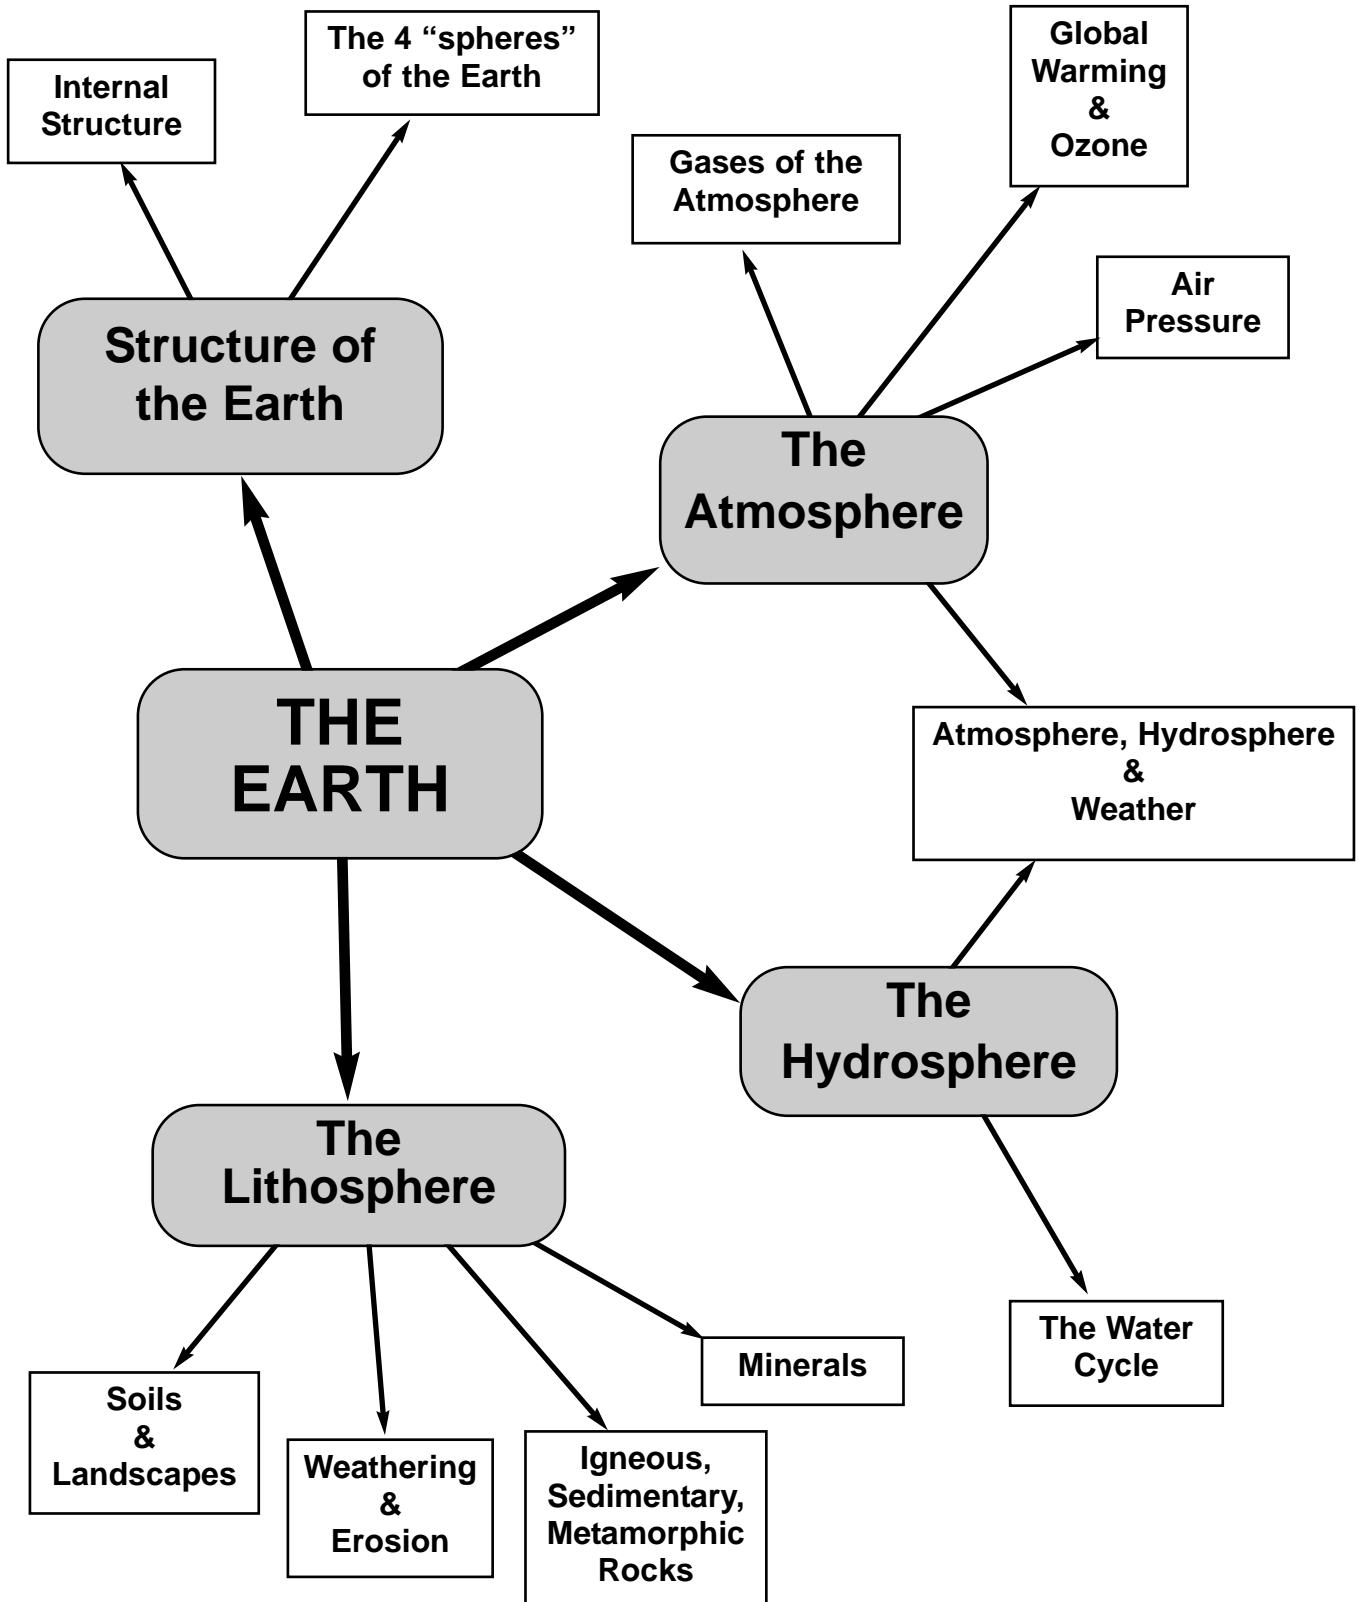 The 4 “spheres”
of the Earth
Internal
Structure
Global
Warming
&
Ozone
Gases of the
Atmosphere
Air
Pressure
Structure of
the Earth
The
Atmosphere
THE
EARTH
Atmosphere, Hydrosphere
&
Weather
The
Hydrosphere
The
Lithosphere
The Water
Cycle
Minerals
Soils
&
Landscapes
Weathering
&
Erosion
Igneous,
Sedimentary,
Metamorphic
Rocks